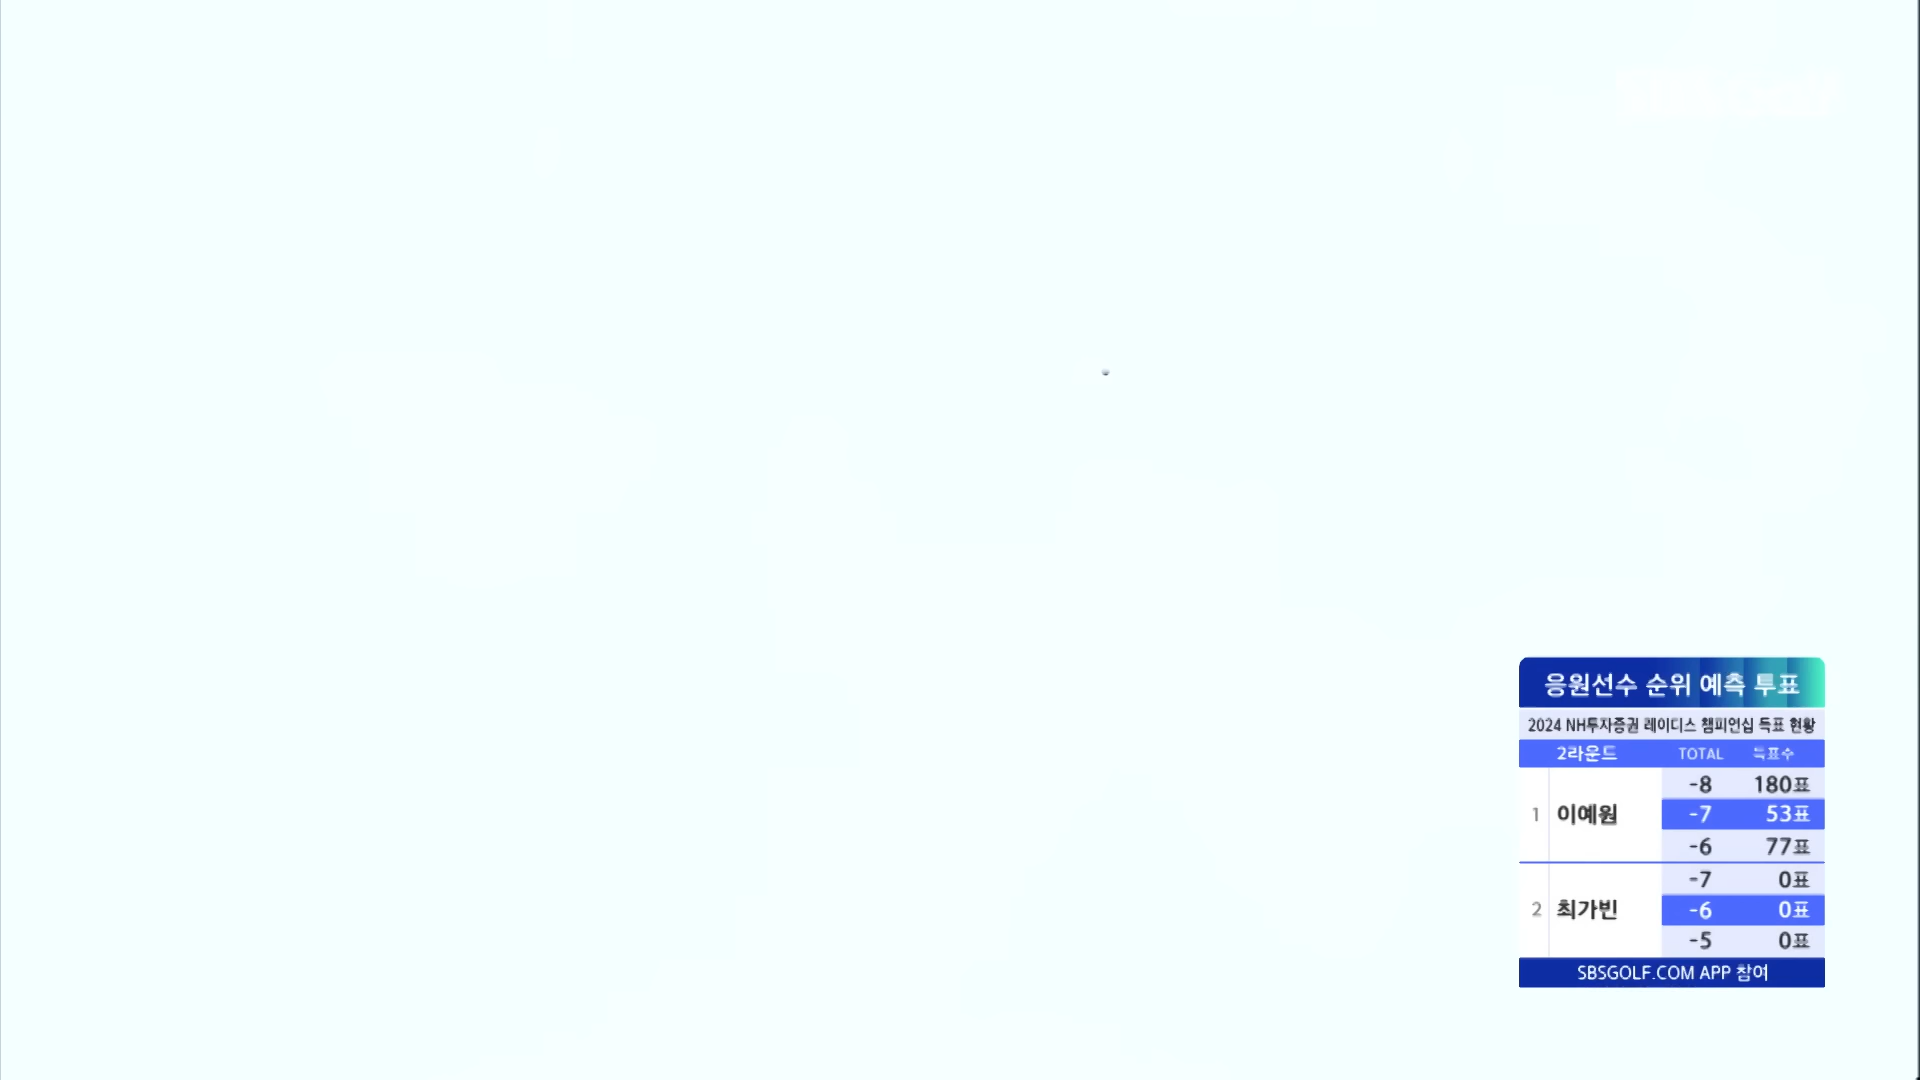 응원선수 순위 예측 투표
2024 NH투자증권 레이디스 챔피언십 득표 현황
2라운드 TOTAL 득표수
1 이예원
-8 180표
-7 53표
-6 77표
2 최가빈
-7 0표
-6 0표
-5 0표
SBSGOLF.COM APP 참여